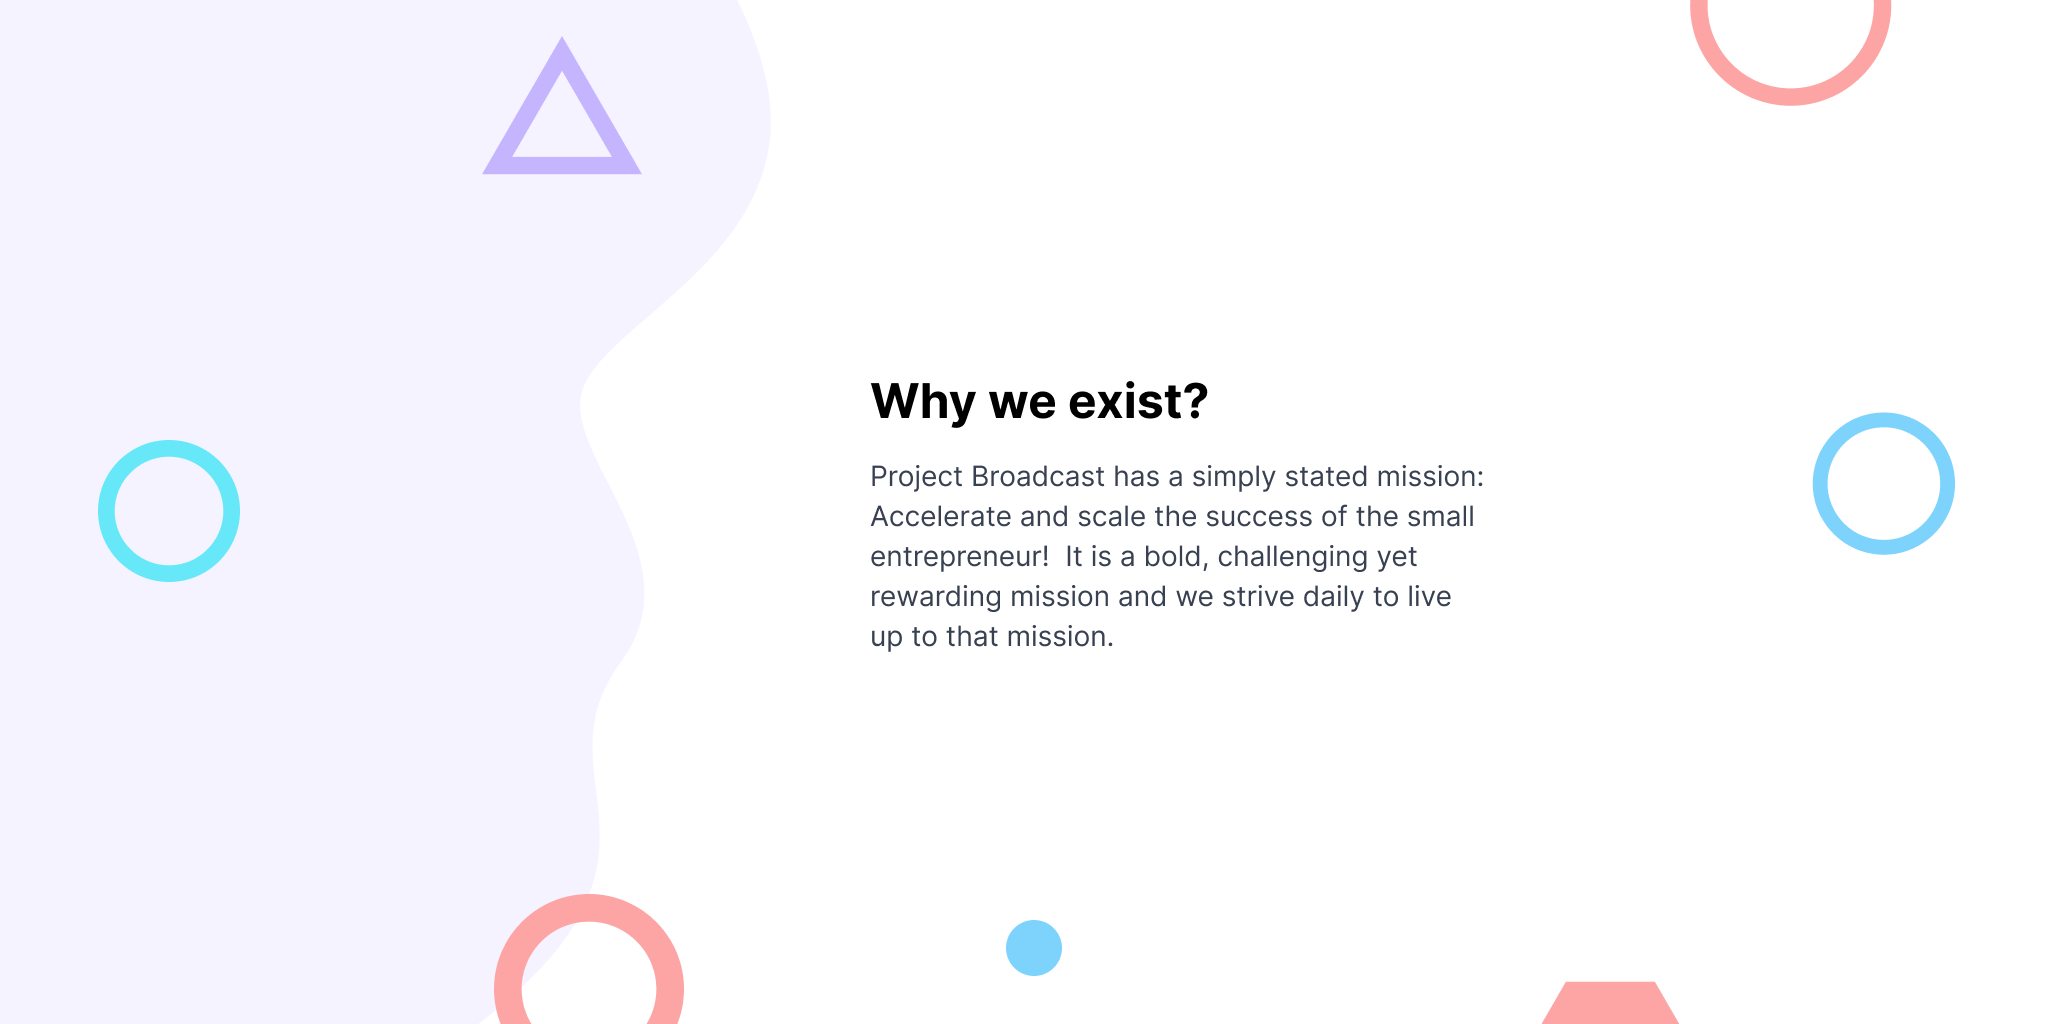 Why we exist?
Project Broadcast has a simply stated mission:
Accelerate and scale the success of the small
entrepreneur!  It is a bold, challenging yet
rewarding mission and we strive daily to live
up to that mission.